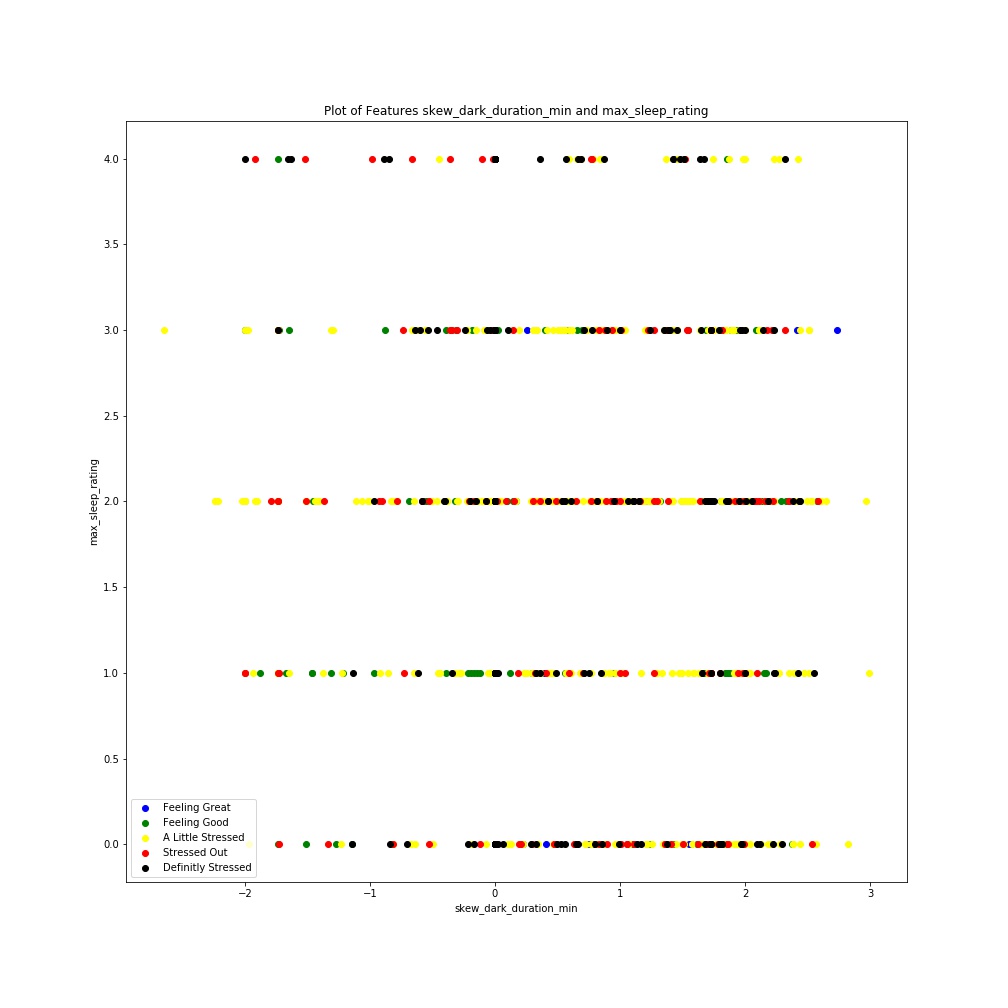 Plot of Features skew_dark_duration_min and max_sleep_rating
4.0
3.5
3.0
2.5
2.0
1.5
1.0
0.5
0.0
max_sleep_rating
Feeling Great
Feeling Good
A Little Stressed
Stressed Out
Definitly Stressed
−2
−1
0
1
2
3
skew_dark_duration_min